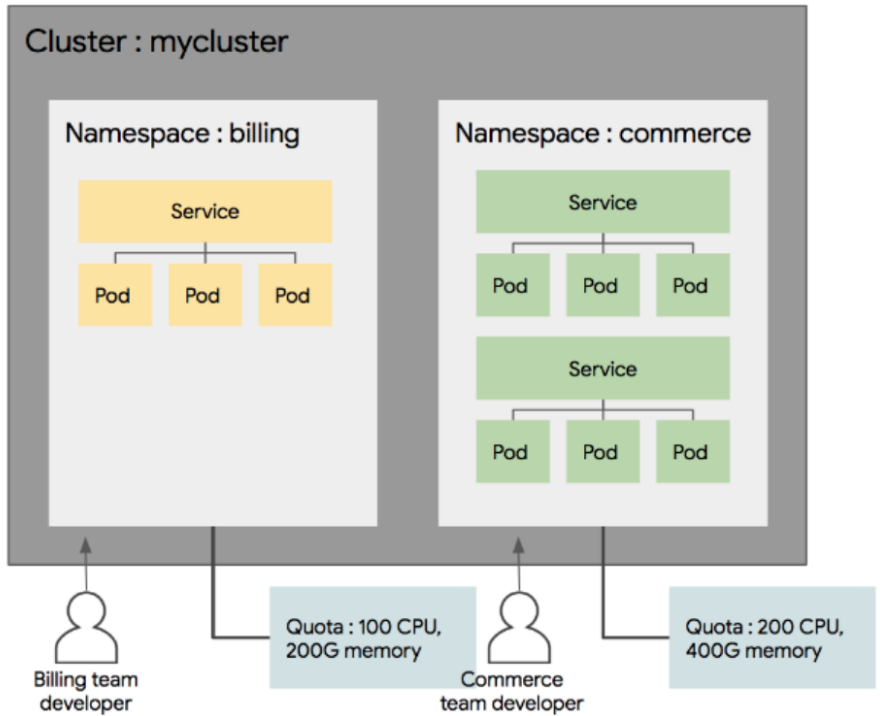 Cluster : mycluster
Namespace : billing
Service
Pod
Pod
Pod
Namespace : commerce
Service
Pod
Pod
Pod
Service
Pod
Pod
Pod
Billing team
developer
Quota : 100 CPU,
200G memory
Commerce
team developer
Quota : 200 CPU,
400G memory